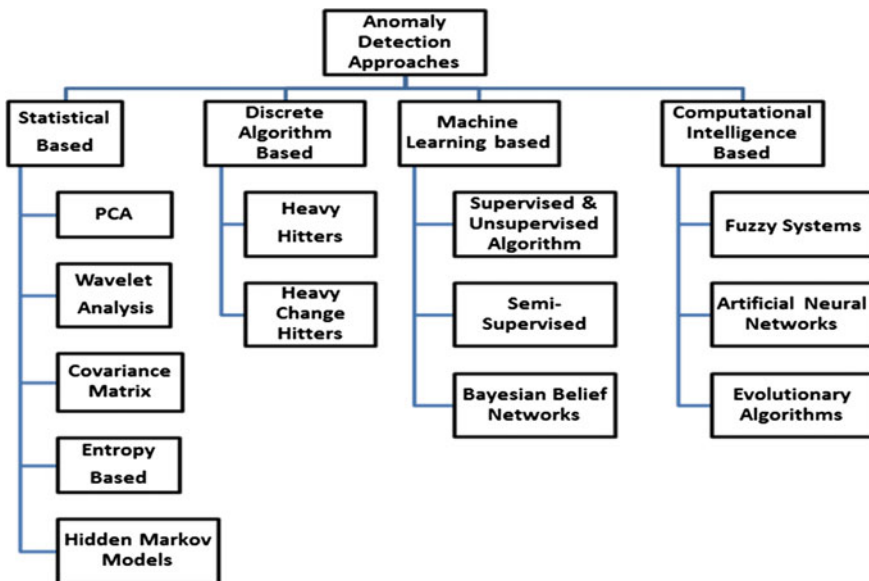 Anomaly
Detection
Approaches
Statistical
Based
Discrete
Algorithm
Based
Machine
Learning based
Computational
Intelligence
Based
PCA
Wavelet
Analysis
Covariance
Matrix
Entropy
Based
Hidden Markov
Models
Heavy
Hitters
Heavy
Change
Hitters
Supervised &
Unsupervised
Algorithm
Semi-
Supervised
Bayesian Belief
Networks
Fuzzy Systems
Artificial Neural
Networks
Evolutionary
Algorithms